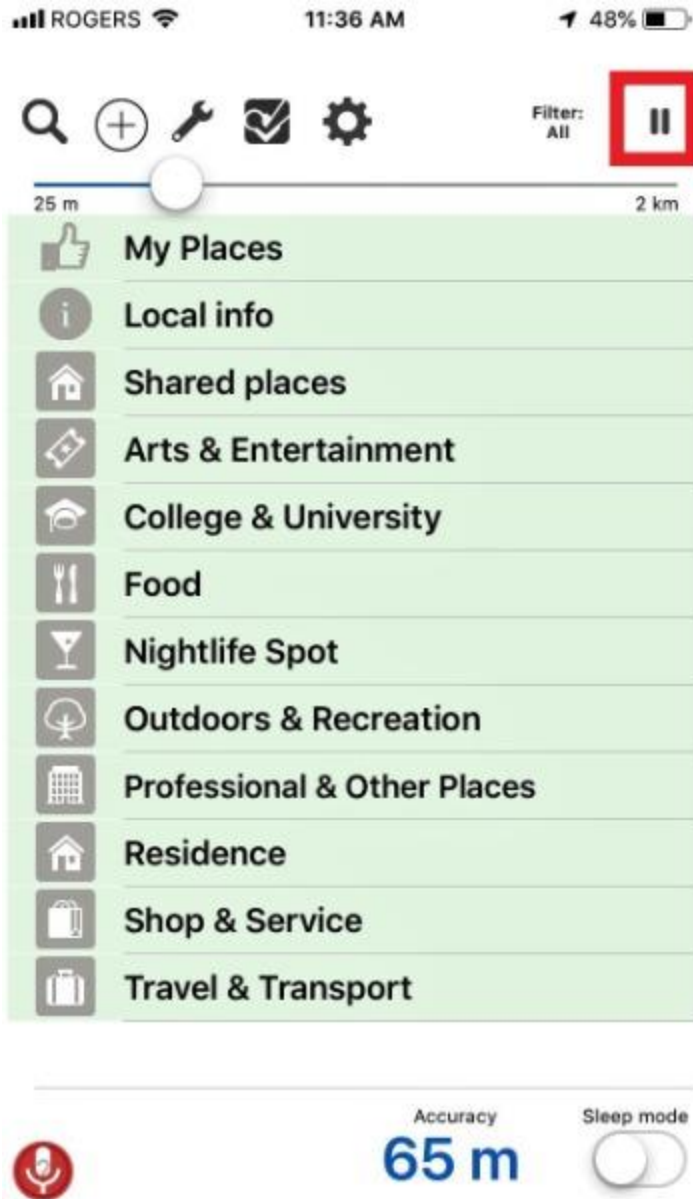 ROGERS 11:36 AM 48%
Filter:
All
25 m 2 km
My Places
Local info
Shared places
Arts & Entertainment
College & University
Food
Nightlife Spot
Outdoors & Recreation
Professional & Other Places
Residence
Shop & Service
Travel & Transport
Accuracy Sleep mode
65 m